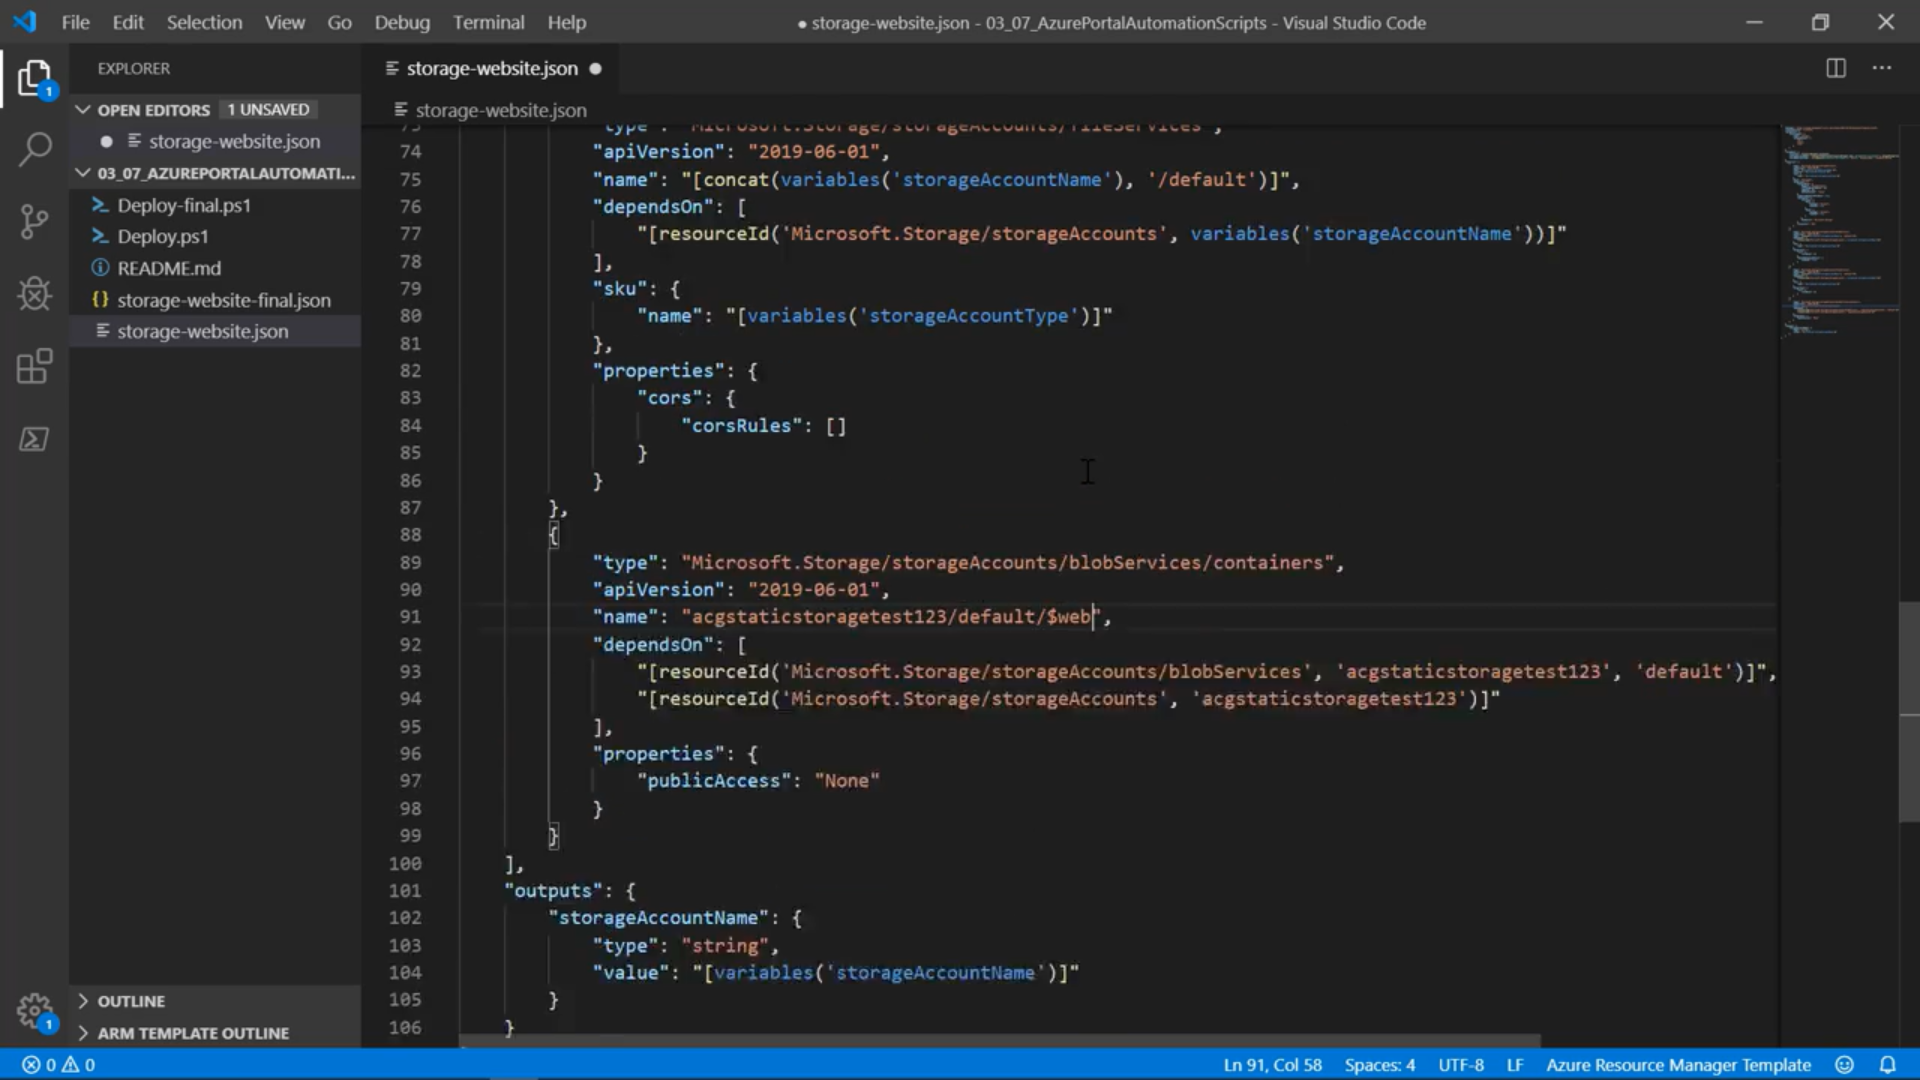 File Edit Selection View Go Debug Terminal Help
● storage-website.json - 03_07_AzurePortalAutomationScripts - Visual Studio Code
EXPLORER
OPEN EDITORS 1 UNSAVED
storage-website.json
03_07_AZUREPORTALAUTOMATI...
Deploy-final.ps1
Deploy.ps1
README.md
storage-website-final.json
storage-website.json
OUTLINE
ARM TEMPLATE OUTLINE
storage-website.json
storage-website.json
73 "type": "Microsoft.Storage/storageAccounts/fileServices",
74 "apiVersion": "2019-06-01",
75 "name": "[concat(variables('storageAccountName'), '/default')]",
76 "dependsOn": [
77 "[resourceId('Microsoft.Storage/storageAccounts', variables('storageAccountName'))]"
78 ],
79 "sku": {
80 "name": "[variables('storageAccountType')]"
81 },
82 "properties": {
83 "cors": {
84 "corsRules": []
85 }
86 }
87 },
88 {
89 "type": "Microsoft.Storage/storageAccounts/blobServices/containers",
90 "apiVersion": "2019-06-01",
91 "name": "acgstaticstoragetest123/default/$web",
92 "dependsOn": [
93 "[resourceId('Microsoft.Storage/storageAccounts/blobServices', 'acgstaticstoragetest123', 'default')]",
94 "[resourceId('Microsoft.Storage/storageAccounts', 'acgstaticstoragetest123')]"
95 ],
96 "properties": {
97 "publicAccess": "None"
98 }
99 }
100 ],
101 "outputs": {
102 "storageAccountName": {
103 "type": "string",
104 "value": "[variables('storageAccountName')]"
105 }
106 }
0 0
Ln 91, Col 58 Spaces: 4 UTF-8 LF Azure Resource Manager Template